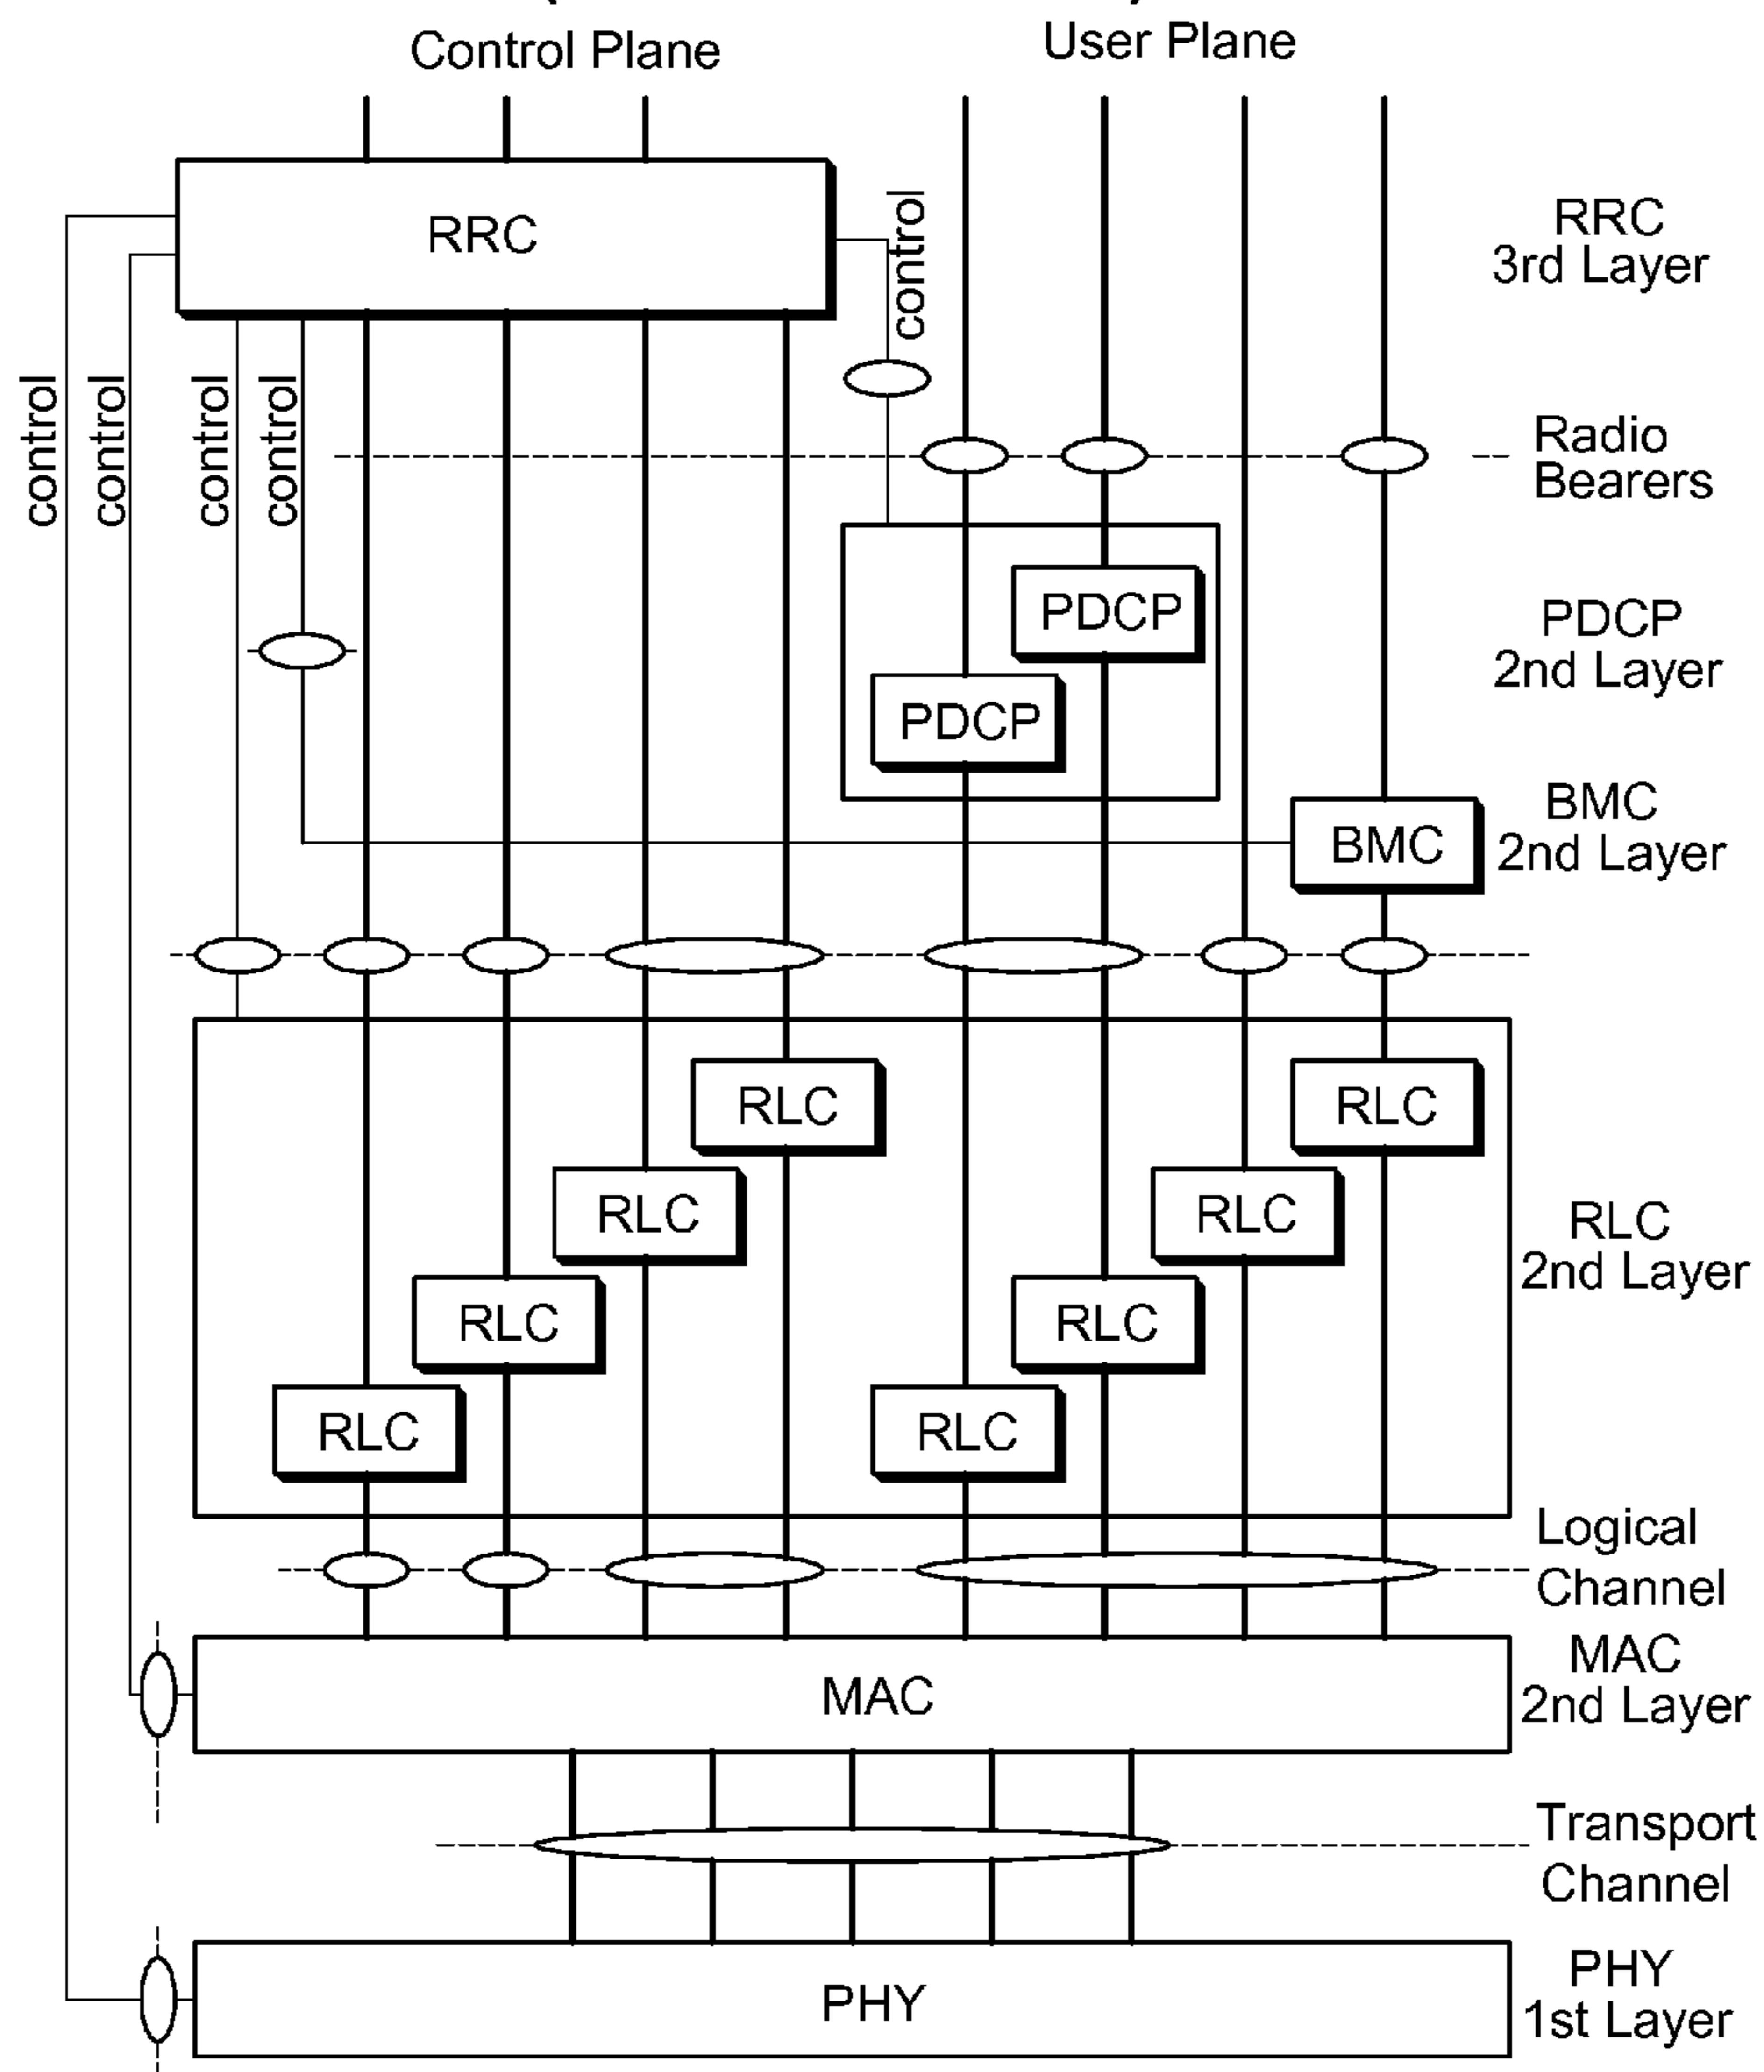 Control Plane
User Plane
RRC
control
RRC
3rd Layer
control
control
control
control
Radio
Bearers
PDCP
PDCP
PDCP
2nd Layer
BMC
BMC
2nd Layer
RLC
RLC
RLC
RLC
RLC
2nd Layer
RLC
RLC
RLC
RLC
Logical
Channel
MAC
MAC
2nd Layer
Transport
Channel
PHY
PHY
1st Layer